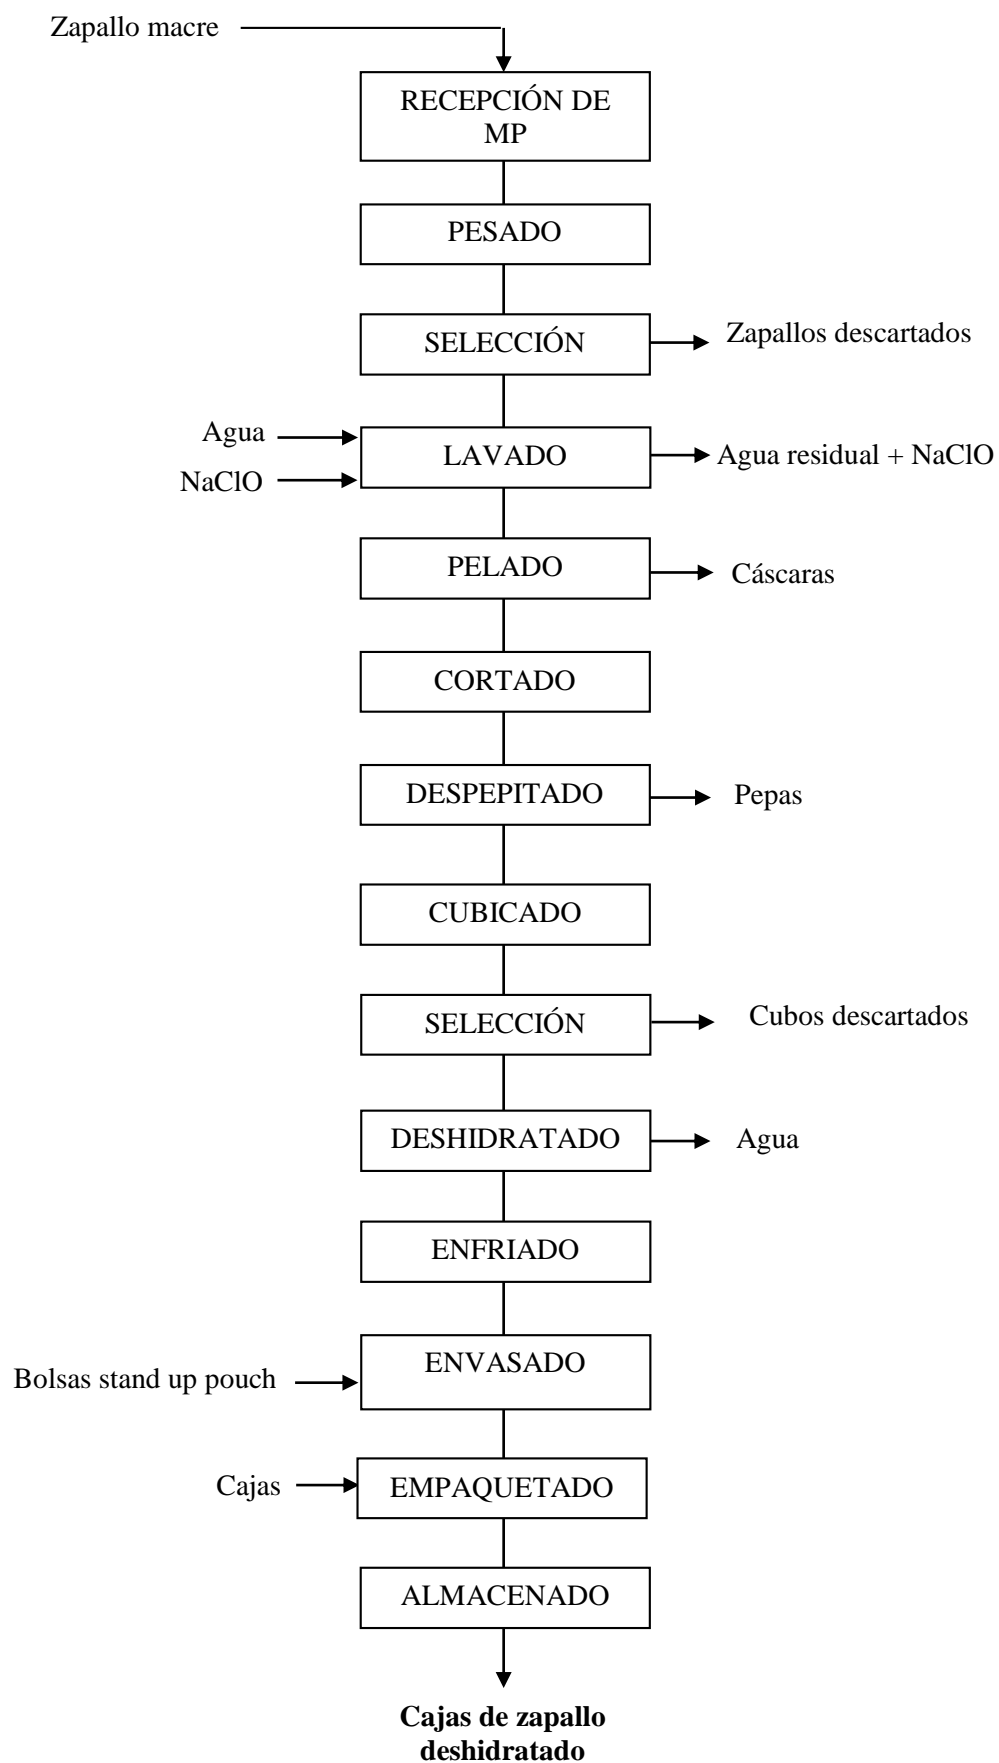 Zapallo macre
RECEPCIÓN DE
MP
PESADO
SELECCIÓN
Zapallos descartados
Agua
NaClO
LAVADO
Agua residual + NaClO
PELADO
Cáscaras
CORTADO
DESPEPITADO
Pepas
CUBICADO
SELECCIÓN
Cubos descartados
DESHIDRATADO
Agua
ENFRIADO
Bolsas stand up pouch
ENVASADO
Cajas
EMPAQUETADO
ALMACENADO
Cajas de zapallo
deshidratado